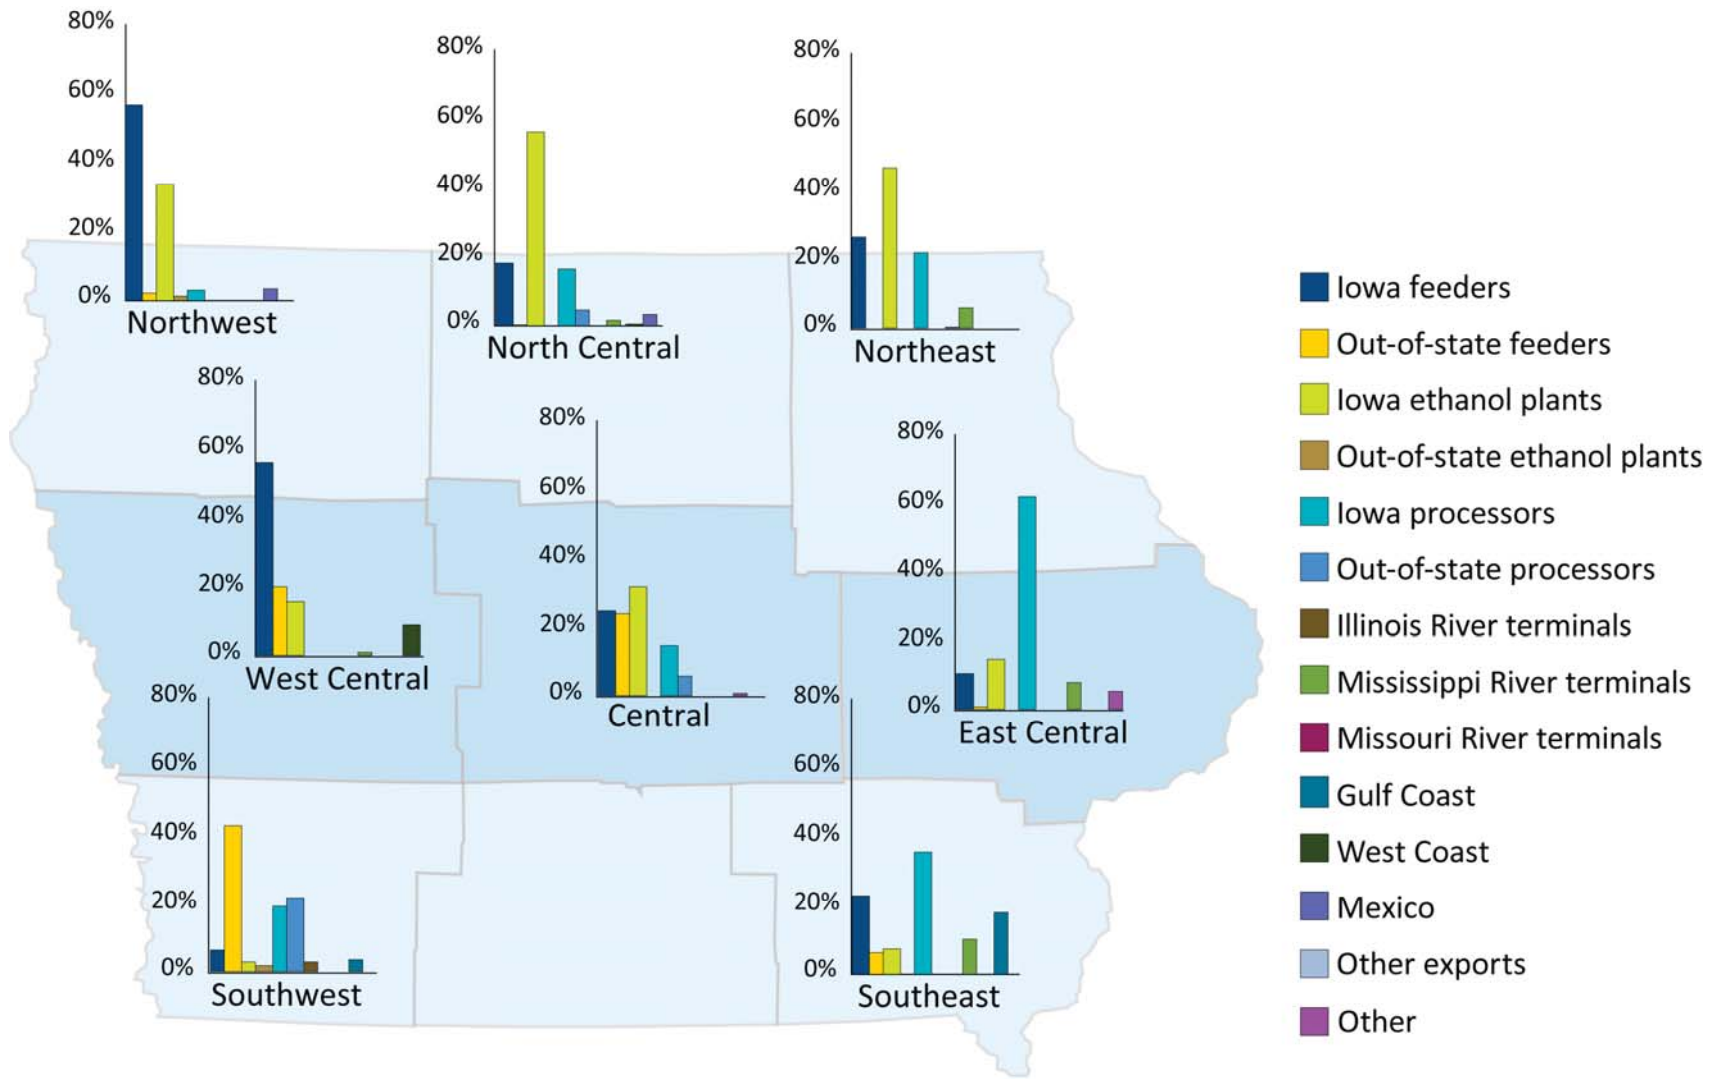 80%
60%
40%
20%
0%
Northwest
80%
60%
40%
20%
0%
North Central
80%
60%
40%
20%
0%
Northeast
80%
60%
40%
20%
0%
West Central
80%
60%
40%
20%
0%
Central
80%
60%
40%
20%
0%
East Central
80%
60%
40%
20%
0%
Southwest
80%
60%
40%
20%
0%
Southeast
Iowa feeders
Out-of-state feeders
Iowa ethanol plants
Out-of-state ethanol plants
Iowa processors
Out-of-state processors
Illinois River terminals
Mississippi River terminals
Missouri River terminals
Gulf Coast
West Coast
Mexico
Other exports
Other